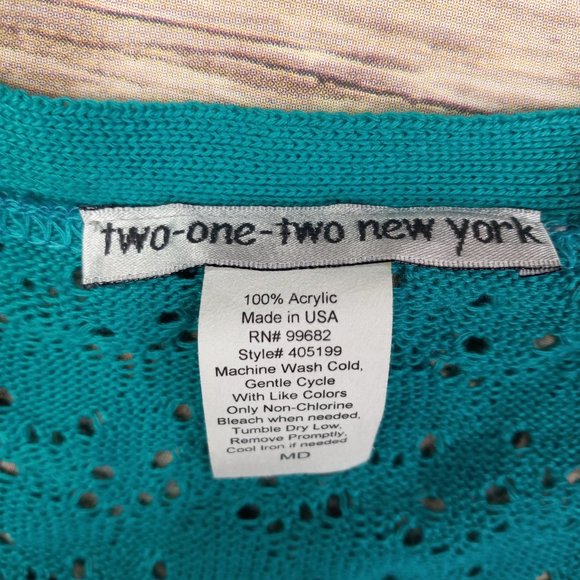 two-one-two new york
100% Acrylic
Made in USA
RN# 99682
Style# 405199
Machine Wash Cold,
Gentle Cycle
With Like Colors
Only Non-Chlorine
Bleach when needed,
Tumble Dry Low,
Remove Promptly,
Cool Iron if needed
MD